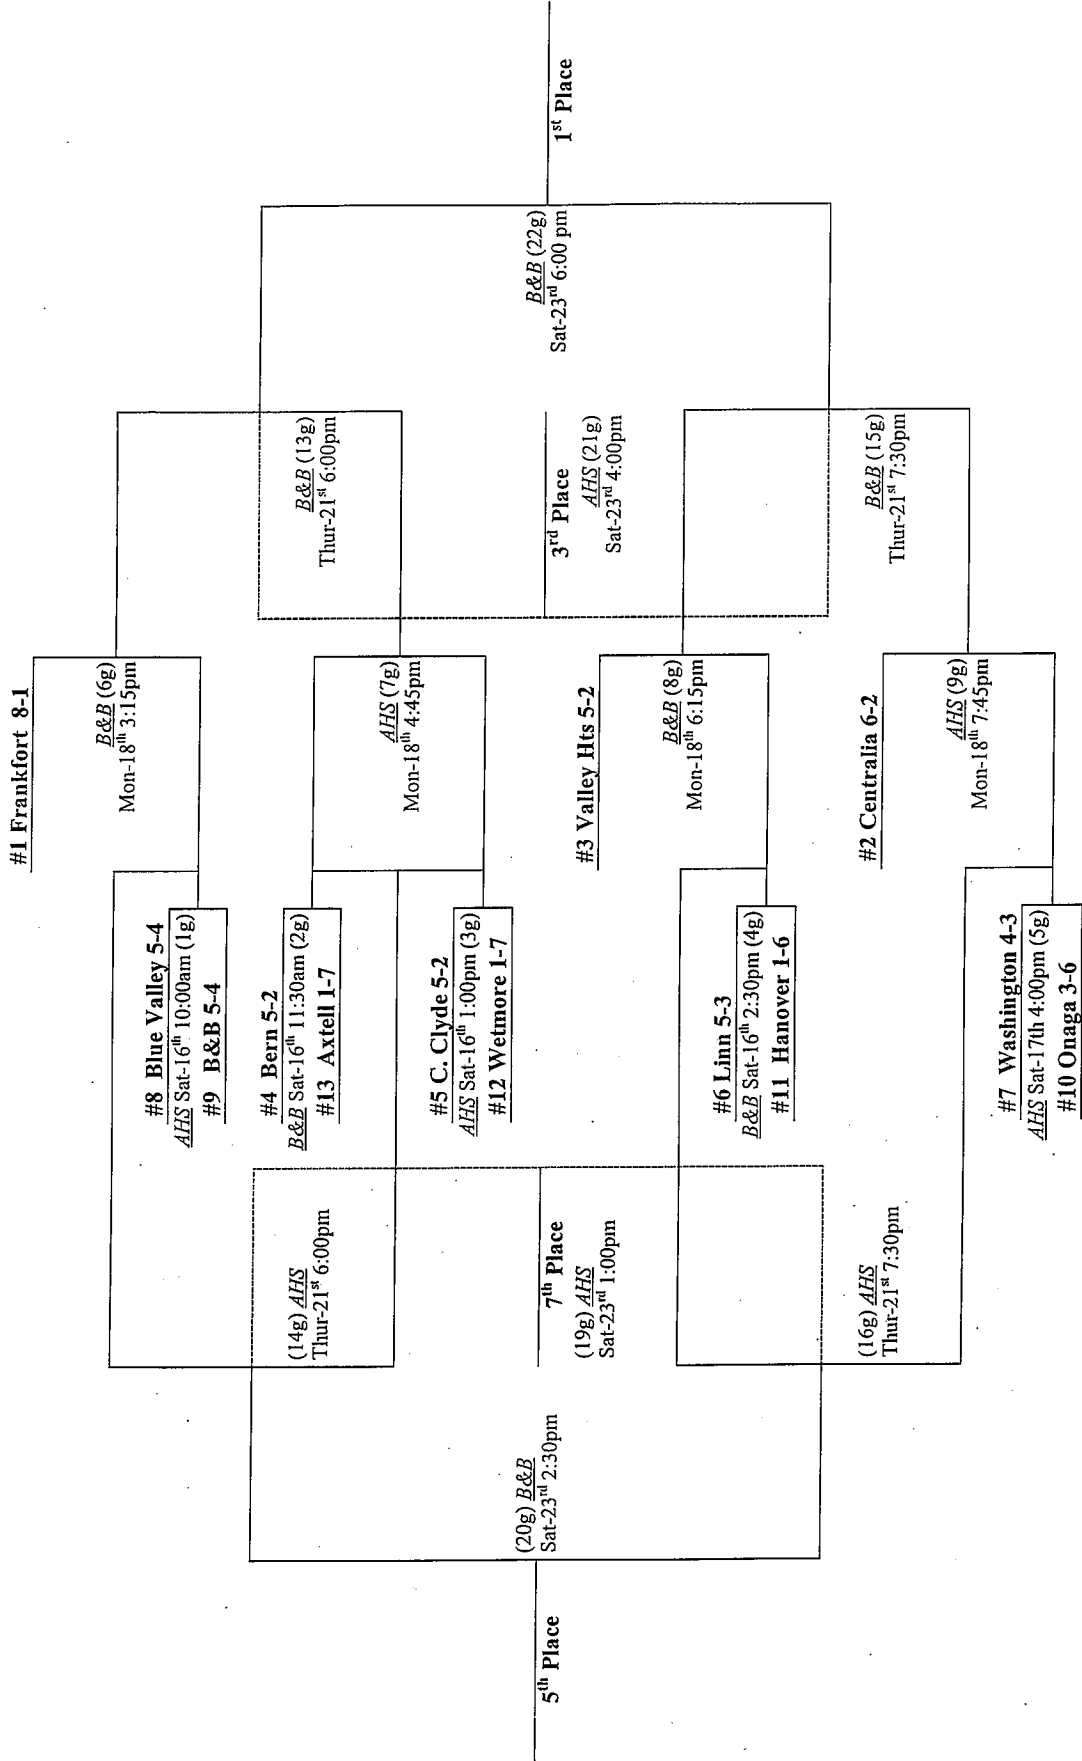 #1 Frankfort 8-1
B&B (6g)
Mon-18th 3:15pm
#8 Blue Valley 5-4
AHS Sat-16th 10:00am (1g)
#9 B&B 5-4
#4 Bern 5-2
B&B Sat-16th 11:30am (2g)
#13 Axtell 1-7
AHS (7g)
Mon-18th 4:45pm
#5 C. Clyde 5-2
AHS Sat-16th 1:00pm (3g)
#12 Wetmore 1-7
#3 Valley Hts 5-2
B&B (8g)
Mon-18th 6:15pm
#6 Linn 5-3
B&B Sat-16th 2:30pm (4g)
#11 Hanover 1-6
#2 Centralia 6-2
AHS (9g)
Mon-18th 7:45pm
#7 Washington 4-3
AHS Sat-17th 4:00pm (5g)
#10 Onaga 3-6
B&B (13g)
Thur-21st 6:00pm
3rd Place
AHS (21g)
Sat-23rd 4:00pm
B&B (15g)
Thur-21st 7:30pm
B&B (22g)
Sat-23rd 6:00 pm
1st Place
(14g) AHS
Thur-21st 6:00pm
7th Place
(19g) AHS
Sat-23rd 1:00pm
(16g) AHS
Thur-21st 7:30pm
(20g) B&B
Sat-23rd 2:30pm
5th Place